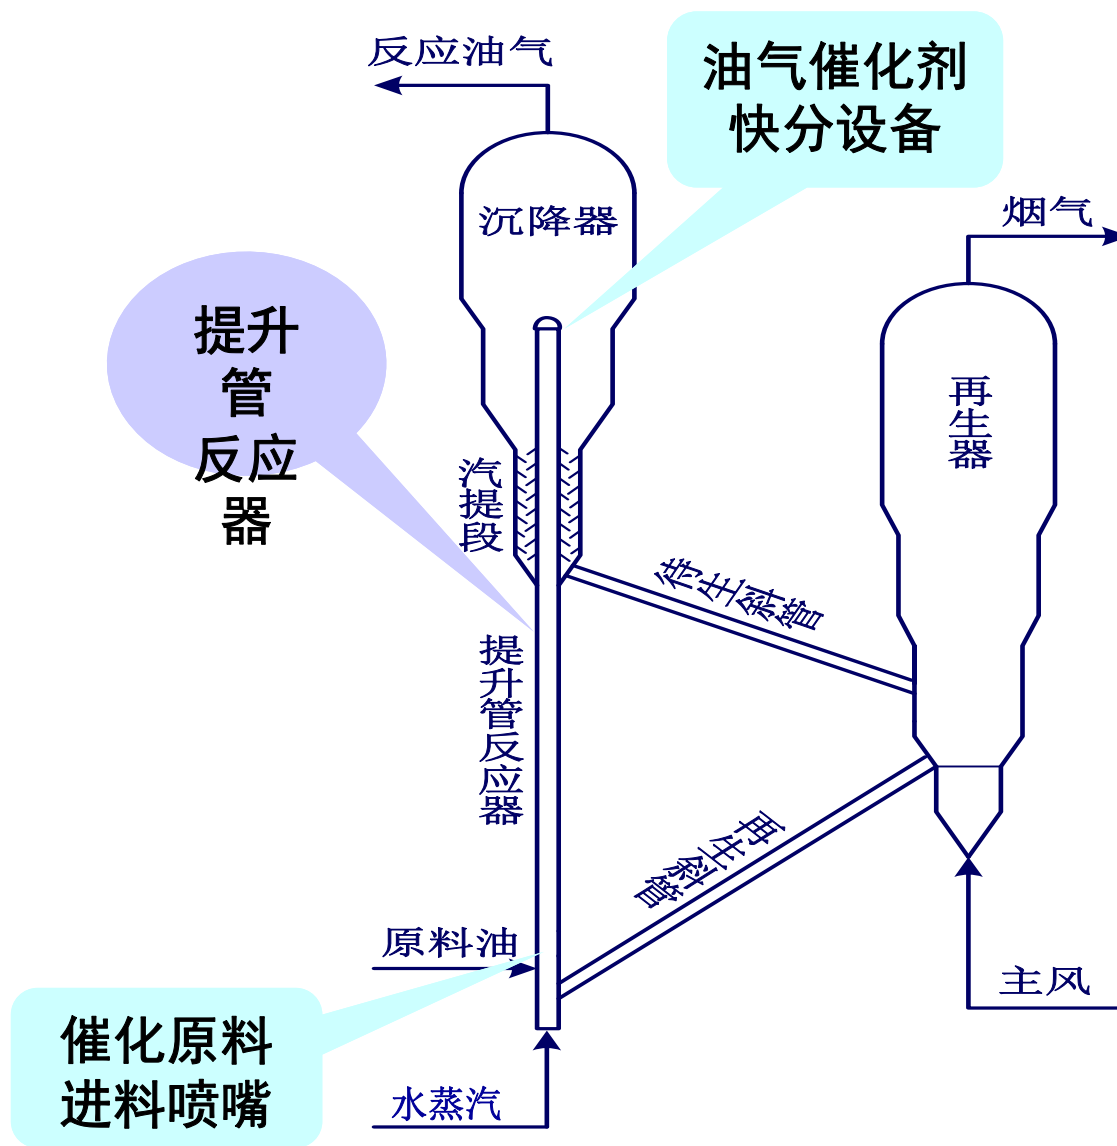 反应油气
油气催化剂
快分设备
沉降器
烟气
提升
管
反应
器
再生器
汽提段
待生斜管
提升管反应器
再生斜管
原料油
主风
催化原料
进料喷嘴
水蒸汽